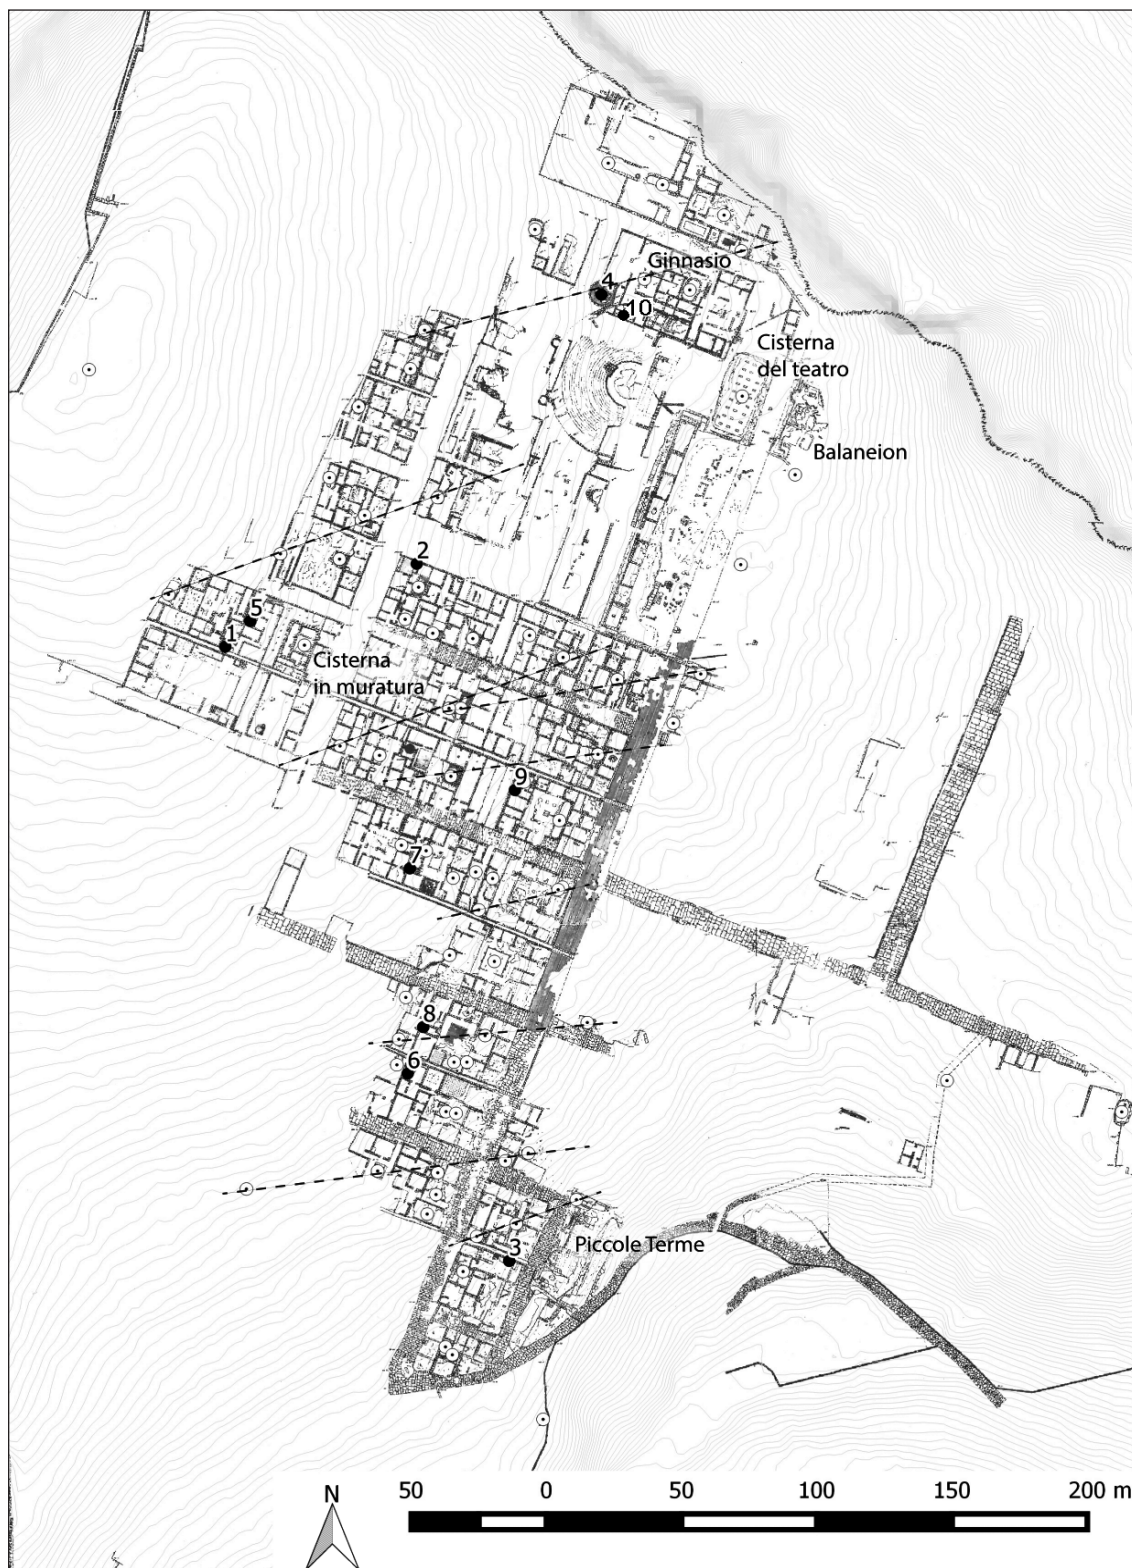 Ginnasio
4
10
Cisterna
del teatro
Balaneion
2
5
1
Cisterna
in muratura
9
7
8
6
3
Piccole Terme
N
50 0 50 100 150 200 m